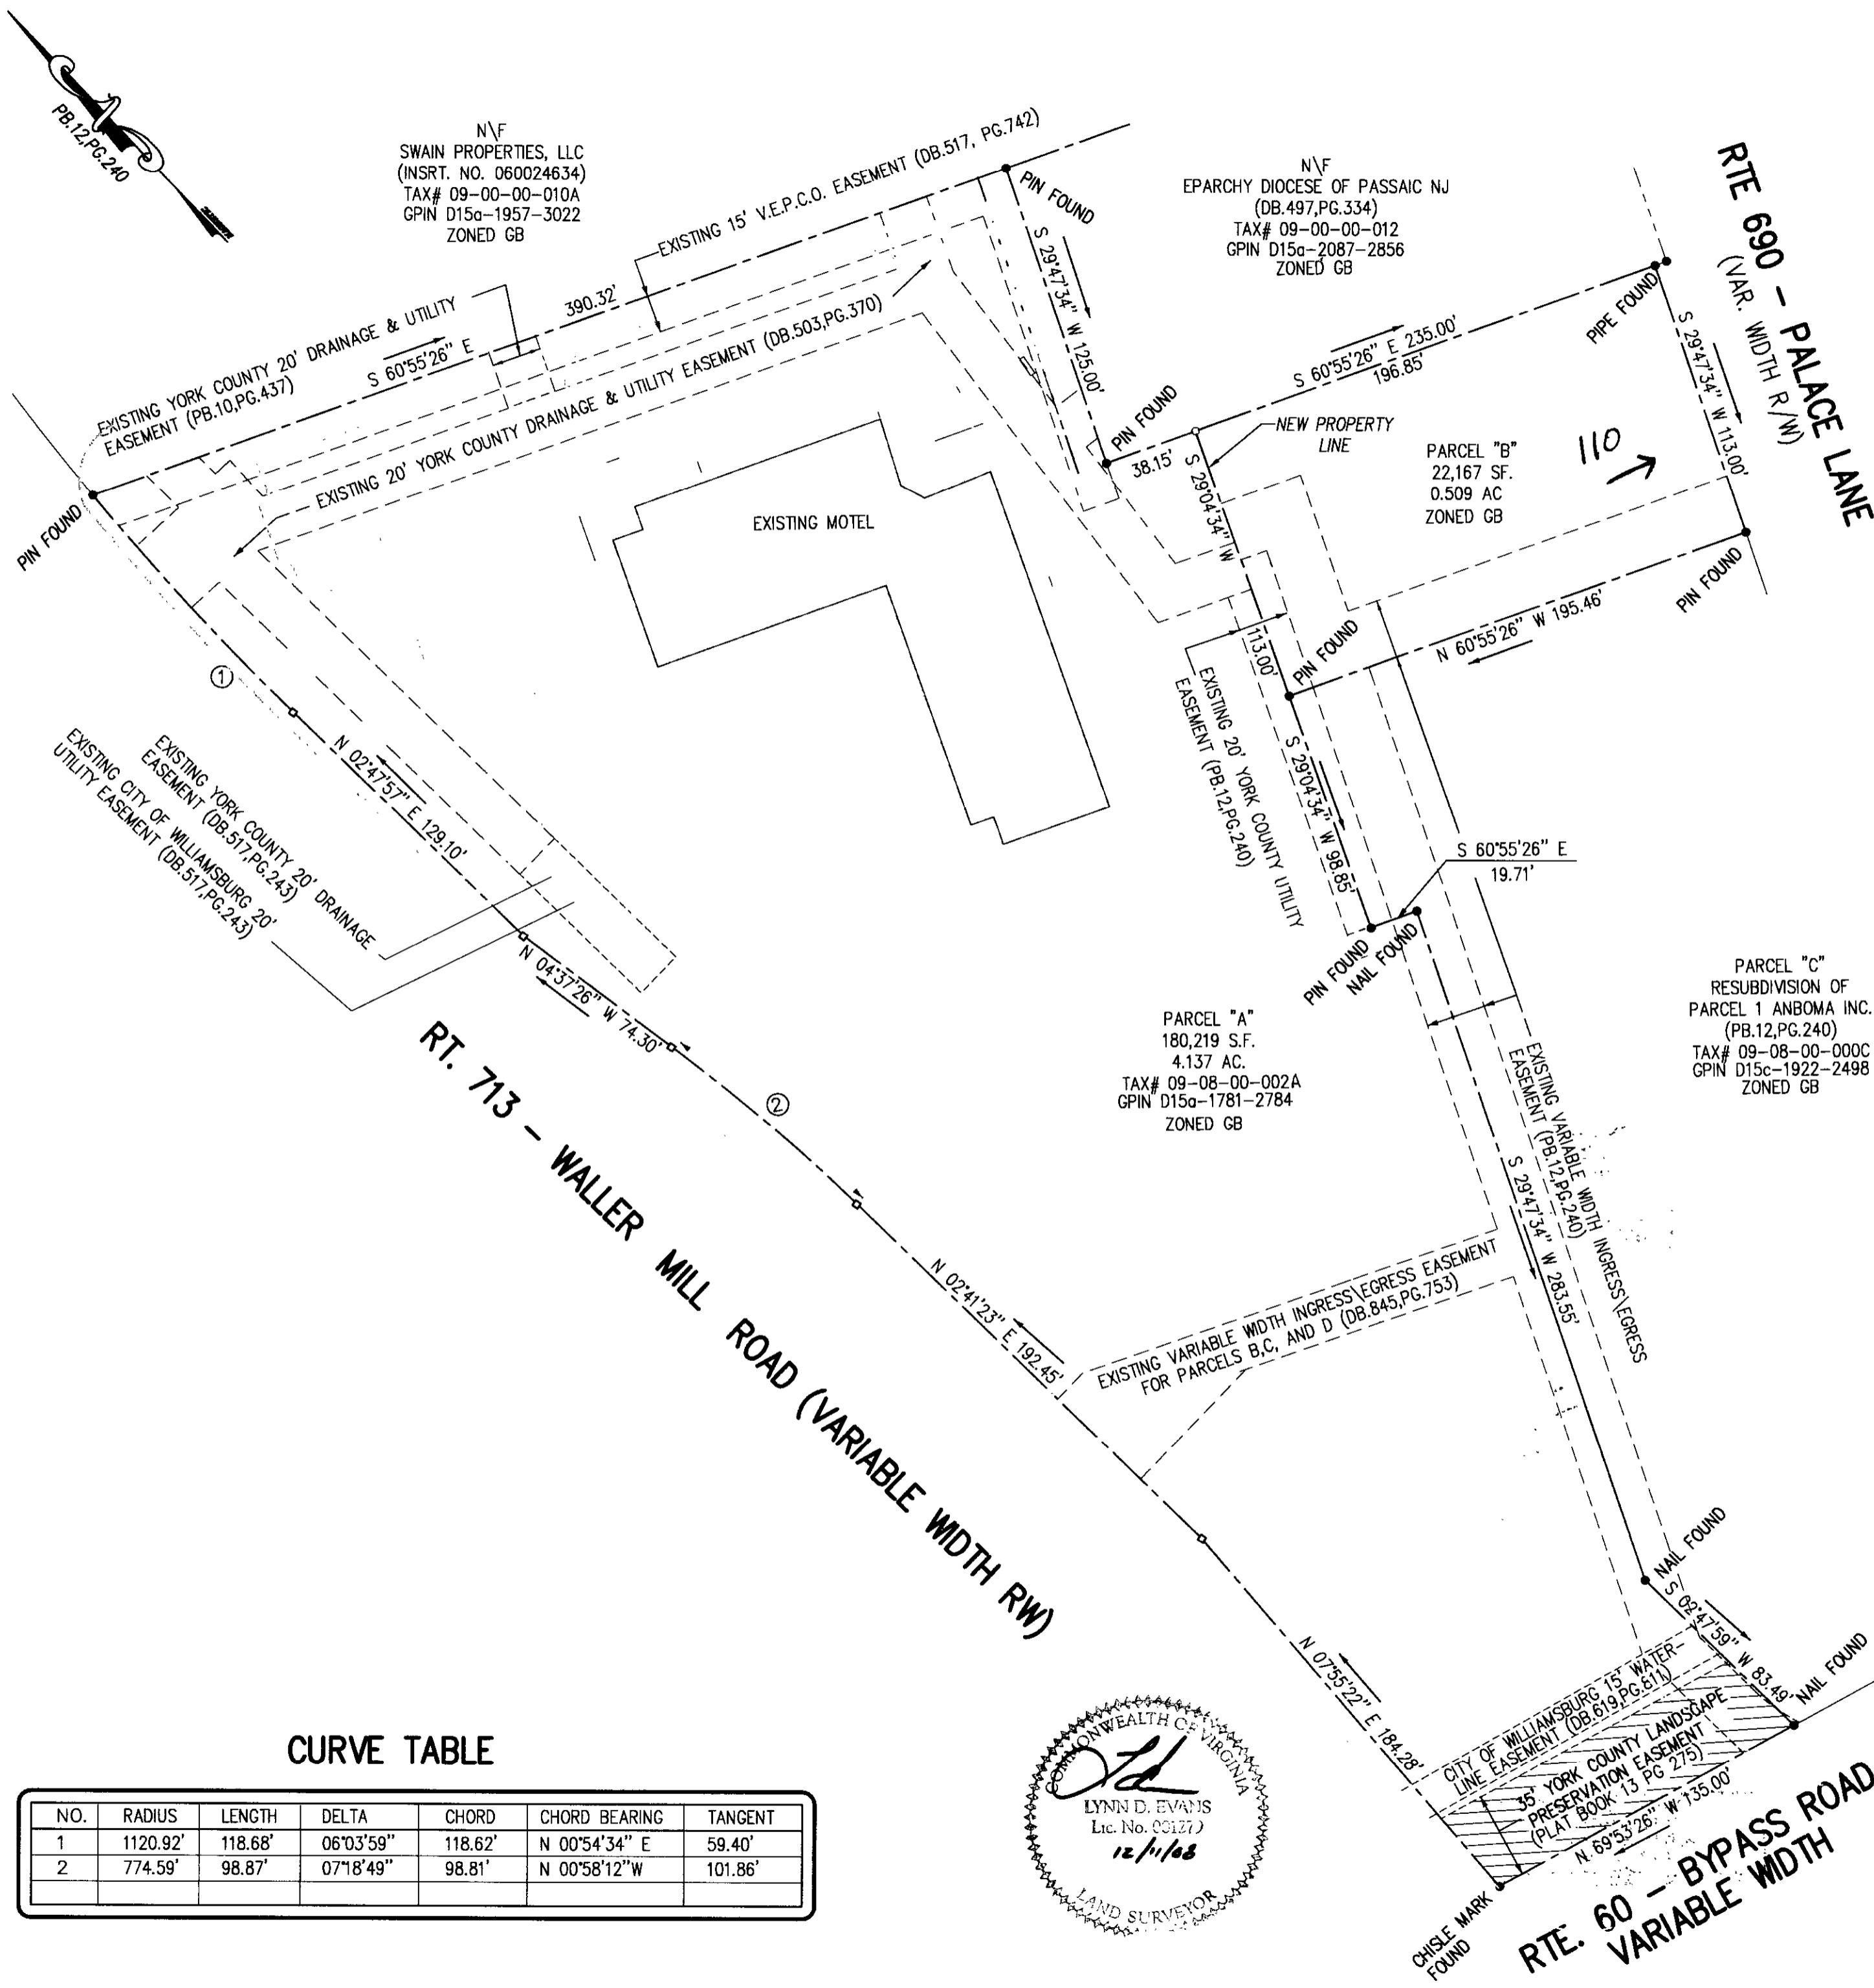 PB.12,PG.240
N\F
SWAIN PROPERTIES, LLC
(INSRT. NO. 060024634)
TAX# 09-00-00-010A
GPIN D15a-1957-3022
ZONED GB
EXISTING 15' V.E.P.C.O. EASEMENT (DB.517, PG.742)
PIN FOUND
N\F
EPARCHY DIOCESE OF PASSAIC NJ
(DB.497,PG.334)
TAX# 09-00-00-012
GPIN D15a-2087-2856
ZONED GB
RTE 690 - PALACE LANE
(VAR. WIDTH R/W)
EXISTING YORK COUNTY 20' DRAINAGE & UTILITY
EASEMENT (PB.10,PG.437)
S 60°55'26" E
390.32'
EXISTING 20' YORK COUNTY DRAINAGE & UTILITY EASEMENT (DB.503,PG.370)
S 29°47'34" W 125.00'
PIN FOUND
38.15'
S 60°55'26" E 235.00'
196.85'
PIPE FOUND
S 29°47'34" W 113.00'
NEW PROPERTY
LINE
PARCEL "B"
22,167 SF.
0.509 AC
ZONED GB
110
PIN FOUND
EXISTING MOTEL
S 29°04'34" W
113.00'
PIN FOUND
N 60°55'26" W 195.46'
PIN FOUND
EXISTING 20' YORK COUNTY UTILITY
EASEMENT (PB.12,PG.240)
S 29°04'34" W 98.85'
S 60°55'26" E
19.71'
PIN FOUND
NAIL FOUND
1
N 02°47'57" E 129.10'
EXISTING YORK COUNTY 20' DRAINAGE
EASEMENT (DB.517,PG.243)
EXISTING CITY OF WILLIAMSBURG 20'
UTILITY EASEMENT (DB.517,PG.243)
N 04°37'26" W 74.30'
2
PARCEL "A"
180,219 S.F.
4.137 AC.
TAX# 09-08-00-002A
GPIN D15a-1781-2784
ZONED GB
PARCEL "C"
RESUBDIVISION OF
PARCEL 1 ANBOMA INC.
(PB.12,PG.240)
TAX# 09-08-00-000C
GPIN D15c-1922-2498
ZONED GB
EXISTING VARIABLE WIDTH INGRESS\EGRESS
EASEMENT (PB.12,PG.240)
S 29°47'34" W 283.55'
RT. 713 - WALLER MILL ROAD (VARIABLE WIDTH RW)
N 02°41'23" E 192.45'
EXISTING VARIABLE WIDTH INGRESS\EGRESS EASEMENT
FOR PARCELS B,C, AND D (DB.845,PG.753)
NAIL FOUND
S 02°47'59" W 83.49'
NAIL FOUND
N 07°55'22" E 184.28'
CITY OF WILLIAMSBURG 15' WATER-
LINE EASEMENT (DB.619,PG.811)
35' YORK COUNTY LANDSCAPE
PRESERVATION EASEMENT
(PLAT BOOK 13 PG 275)
N 69°53'26" W 135.00'
CHISLE MARK
FOUND
RTE. 60 - BYPASS ROAD
VARIABLE WIDTH
CURVE TABLE
NO. RADIUS LENGTH DELTA CHORD CHORD BEARING TANGENT
1 1120.92' 118.68' 06°03'59" 118.62' N 00°54'34" E 59.40'
2 774.59' 98.87' 07°18'49" 98.81' N 00°58'12"W 101.86'
COMMONWEALTH OF VIRGINIA
LYNN D. EVANS
Lic. No.
12/11/08
LAND SURVEYOR